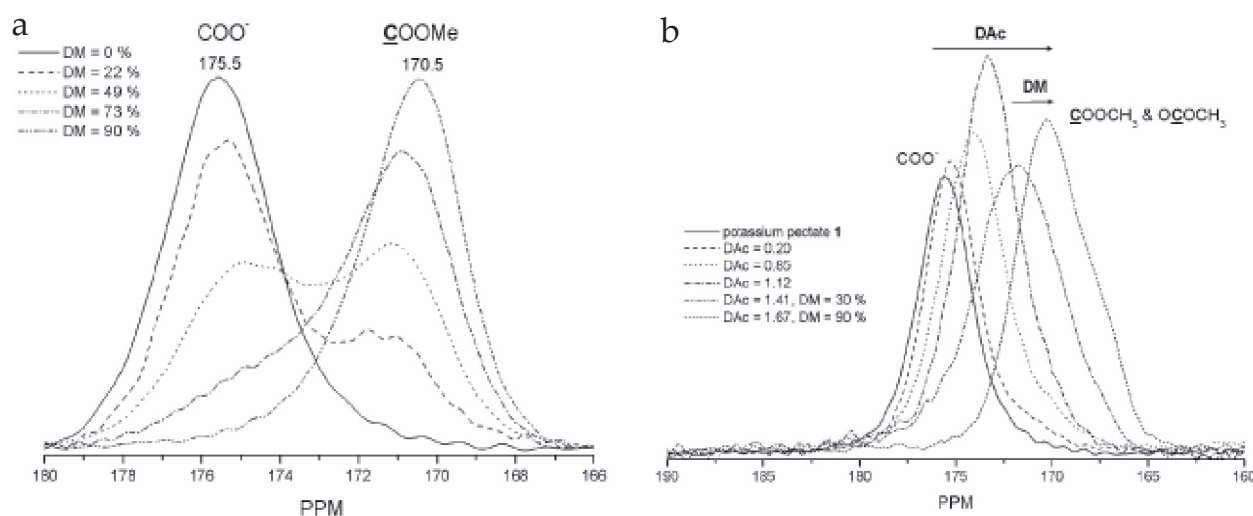 a
COO⁻
COOMe
175.5
170.5
DM = 0 %
DM = 22 %
DM = 49 %
DM = 73 %
DM = 90 %
180
178
176
174
172
170
168
166
PPM
b
DAc
DM
COOCH₃ & OCOCH₃
COO⁻
potassium pectate 1
DAc = 0.20
DAc = 0.85
DAc = 1.12
DAc = 1.41, DM = 30 %
DAc = 1.67, DM = 90 %
190
185
180
175
170
165
160
PPM